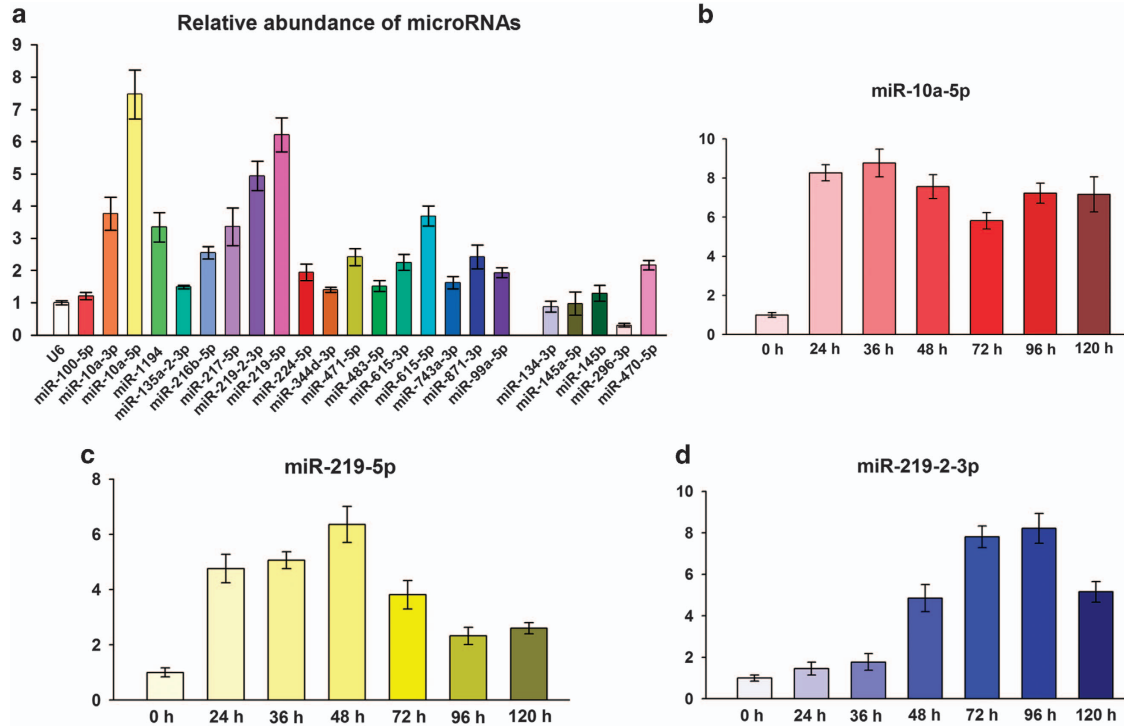 a
Relative abundance of microRNAs
9
8
7
6
5
4
3
2
1
0
U6
miR-100-5p
miR-10a-3p
miR-10a-5p
miR-1194
miR-135a-2-3p
miR-216b-5p
miR-217-5p
miR-219-2-3p
miR-219-5p
miR-224-5p
miR-344d-3p
miR-471-5p
miR-483-5p
miR-615-3p
miR-615-5p
miR-743a-3p
miR-871-3p
miR-99a-5p
miR-134-3p
miR-145a-5p
miR-145b
miR-296-3p
miR-470-5p
b
miR-10a-5p
10
8
6
4
2
0
0 h 24 h 36 h 48 h 72 h 96 h 120 h
c
miR-219-5p
8
6
4
2
0
0 h 24 h 36 h 48 h 72 h 96 h 120 h
d
miR-219-2-3p
10
8
6
4
2
0
0 h 24 h 36 h 48 h 72 h 96 h 120 h